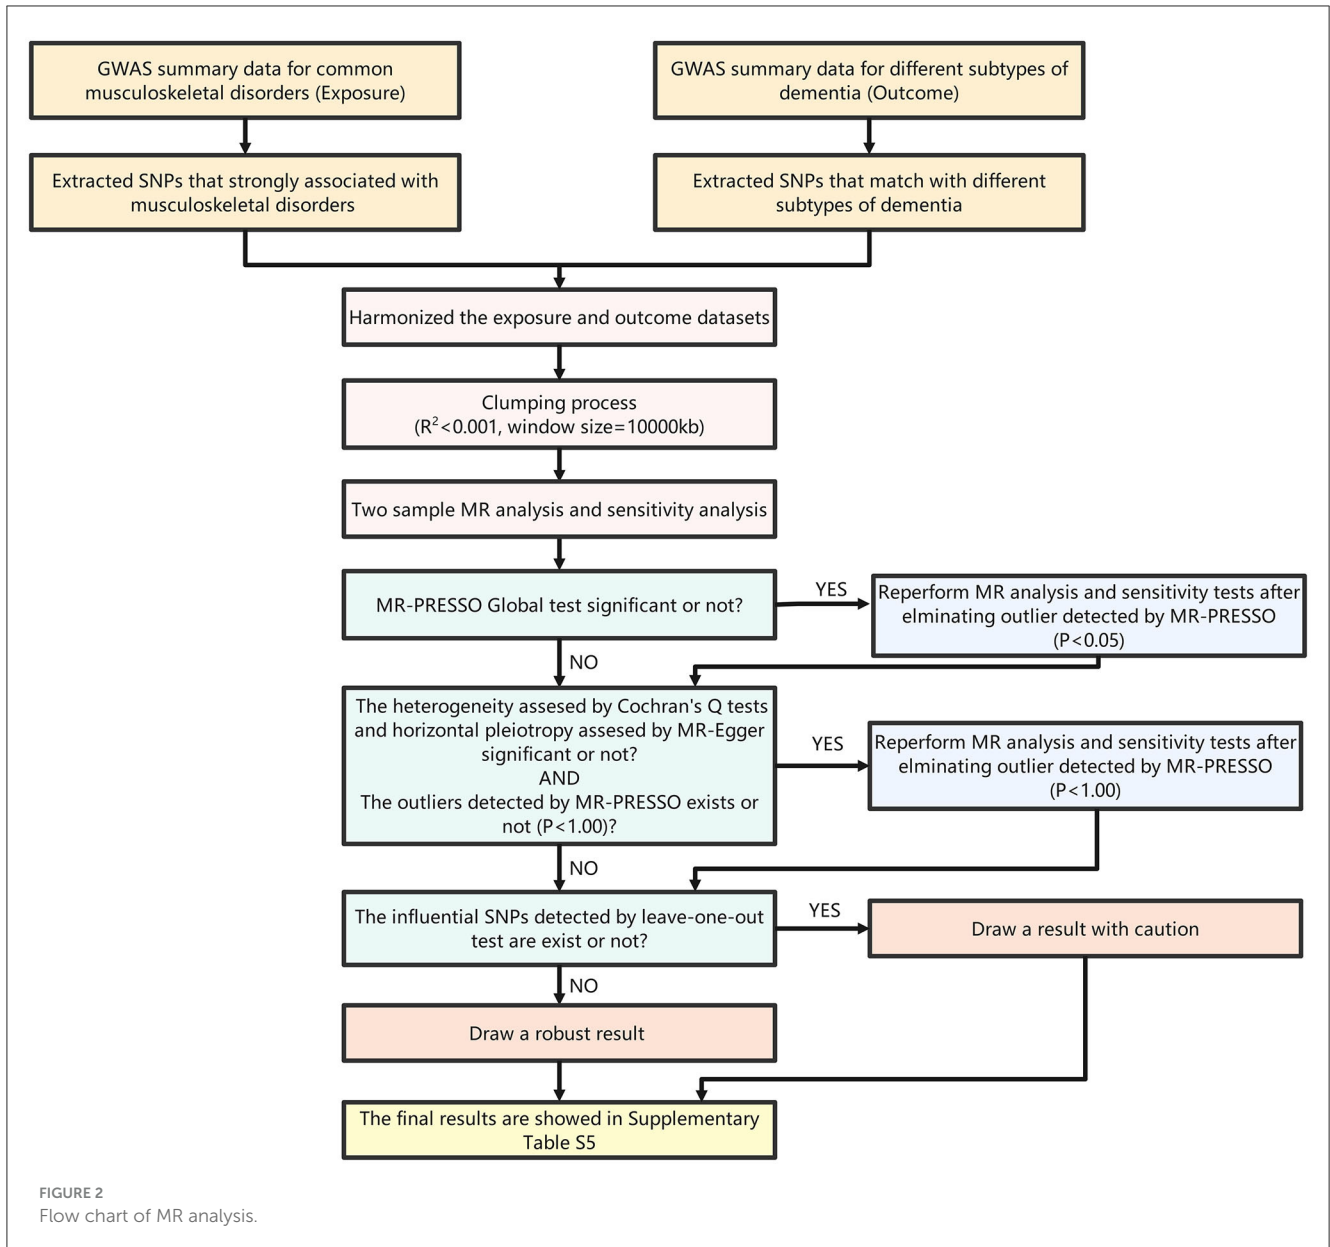 GWAS summary data for common
musculoskeletal disorders (Exposure)
GWAS summary data for different subtypes of
dementia (Outcome)
Extracted SNPs that strongly associated with
musculoskeletal disorders
Extracted SNPs that match with different
subtypes of dementia
Harmonized the exposure and outcome datasets
Clumping process
(R²<0.001, window size=10000kb)
Two sample MR analysis and sensitivity analysis
MR-PRESSO Global test significant or not?
YES
Reperform MR analysis and sensitivity tests after
elminating outlier detected by MR-PRESSO
(P<0.05)
NO
The heterogeneity assesed by Cochran's Q tests
and horizontal pleiotropy assesed by MR-Egger
significant or not?
AND
The outliers detected by MR-PRESSO exists or
not (P<1.00)?
YES
Reperform MR analysis and sensitivity tests after
elminating outlier detected by MR-PRESSO
(P<1.00)
NO
The influential SNPs detected by leave-one-out
test are exist or not?
YES
Draw a result with caution
NO
Draw a robust result
The final results are showed in Supplementary
Table S5
FIGURE 2
Flow chart of MR analysis.